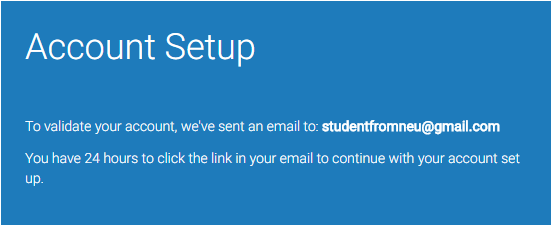 Account Setup
To validate your account, we've sent an email to: studentfromneu@gmail.com
You have 24 hours to click the link in your email to continue with your account set
up.